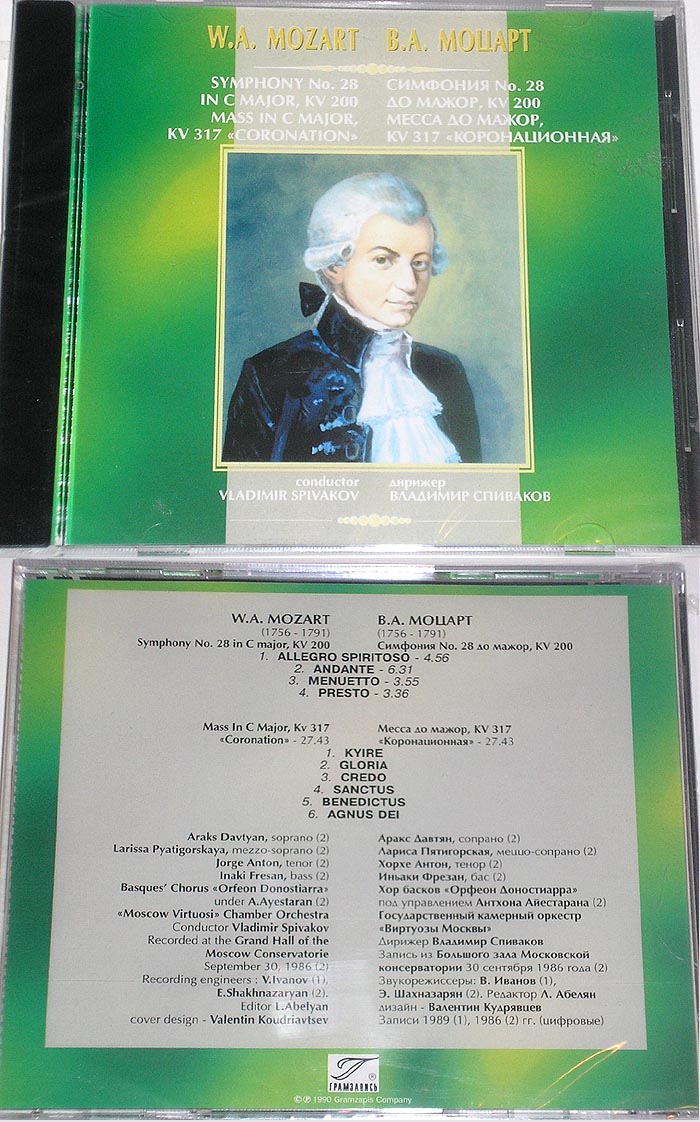 W.A. MOZART В.А. МОЦАРТ
SYMPHONY No. 28
IN C MAJOR, KV 200
MASS IN C MAJOR,
KV 317 «CORONATION»
СИМФОНИЯ No. 28
ДО МАЖОР, KV 200
МЕССА ДО МАЖОР,
KV 317 «КОРОНАЦИОННАЯ»
conductor
VLADIMIR SPIVAKOV
дирижер
ВЛАДИМИР СПИВАКОВ
W.A. MOZART
(1756 - 1791)
Symphony No. 28 in C major, KV 200
В.А. МОЦАРТ
(1756 - 1791)
Симфония No. 28 до мажор, KV 200
1. ALLEGRO SPIRITOSO - 4.56
2. ANDANTE - 6.31
3. MENUETTO - 3.55
4. PRESTO - 3.36
Mass In C Major, Kv 317
«Coronation» - 27.43
Месса до мажор, KV 317
«Коронационная» - 27.43
1. KYIRE
2. GLORIA
3. CREDO
4. SANCTUS
5. BENEDICTUS
6. AGNUS DEI
Araks Davtyan, soprano (2)
Larissa Pyatigorskaya, mezzo-soprano (2)
Jorge Anton, tenor (2)
Inaki Fresan, bass (2)
Basques' Chorus «Orfeon Donostiarra»
under A.Ayestaran (2)
«Moscow Virtuosi» Chamber Orchestra
Conductor Vladimir Spivakov
Recorded at the Grand Hall of the
Moscow Conservatorie
September 30, 1986 (2)
Recording engineers : V.Ivanov (1),
E.Shakhnazaryan (2).
Editor L.Abelyan
cover design - Valentin Koudriavtsev
Аракс Давтян, сопрано (2)
Лариса Пятигорская, меццо-сопрано (2)
Хорхе Антон, тенор (2)
Иньаки Фрезан, бас (2)
Хор басков «Орфеон Доностиарра»
под управлением Антхона Айестарана (2)
Государственный камерный оркестр
«Виртуозы Москвы»
Дирижер Владимир Спиваков
Запись из Большого зала Московской
консерватории 30 сентября 1986 года (2)
Звукорежиссеры: В. Иванов (1),
Э. Шахназарян (2). Редактор Л. Абелян
дизайн - Валентин Кудрявцев
Записи 1989 (1), 1986 (2) гг. (цифровые)
ГРАМЗАПИСЬ ®
©℗ 1990 Gramzapis Company